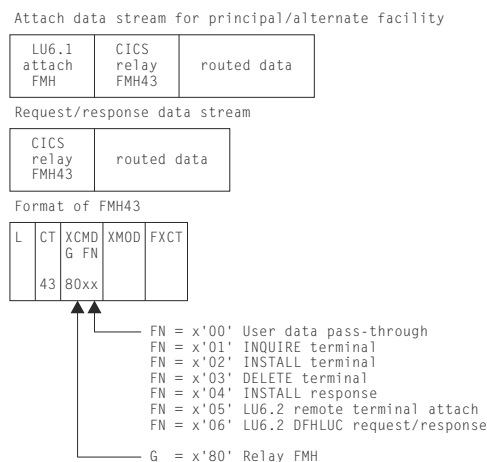 Attach data stream for principal/alternate facility
LU6.1 CICS
attach relay routed data
FMH FMH43
Request/response data stream
CICS
relay routed data
FMH43
Format of FMH43
L CT XCMD XMOD FXCT
G FN
43 80xx
FN = x'00' User data pass-through
FN = x'01' INQUIRE terminal
FN = x'02' INSTALL terminal
FN = x'03' DELETE terminal
FN = x'04' INSTALL response
FN = x'05' LU6.2 remote terminal attach
FN = x'06' LU6.2 DFHLUC request/response
G = x'80' Relay FMH